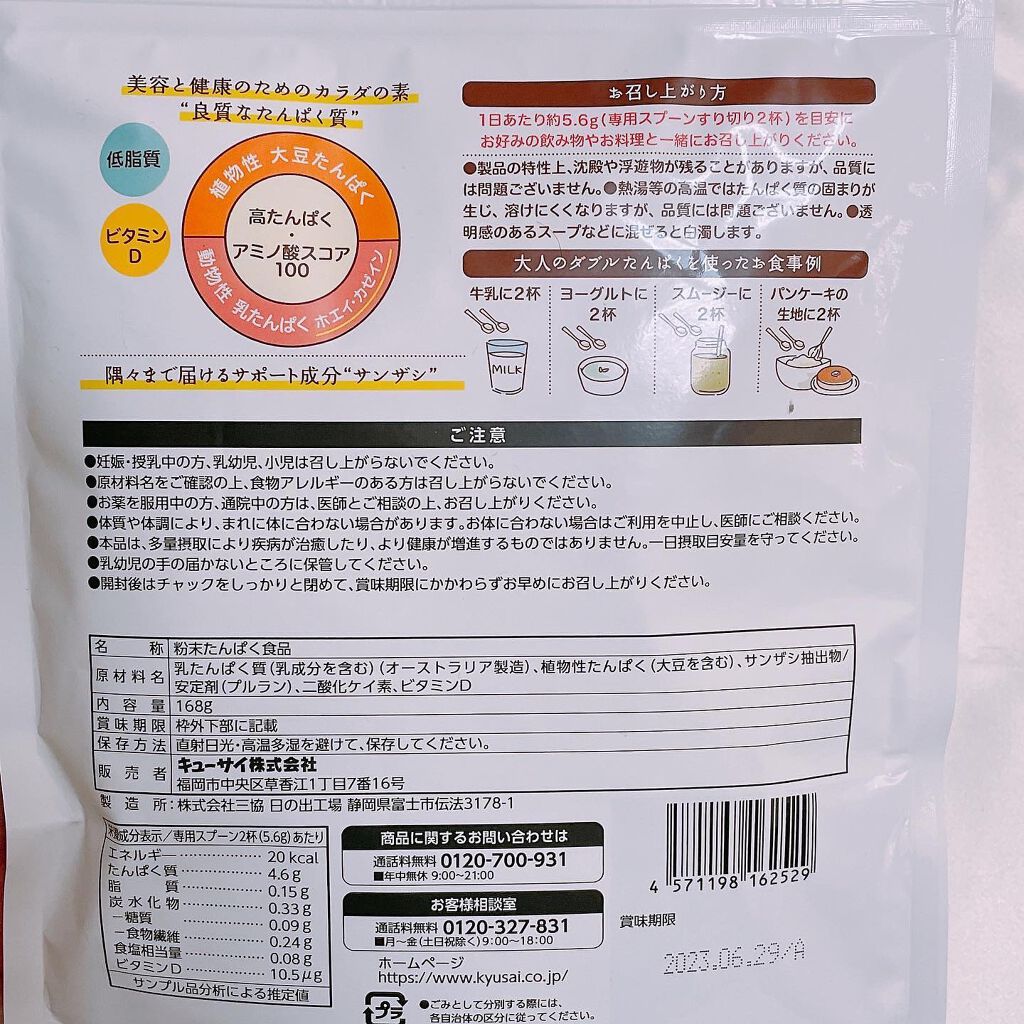 美容と健康のためのカラダの素
“良質なたんぱく質”
低脂質
ビタミン
D
植物性 大豆たんぱく
高たんぱく
・
アミノ酸スコア
100
動物性 乳たんぱく ホエイ・カゼイン
隅々まで届けるサポート成分“サンザシ”
お召し上がり方
1日あたり約5.6g(専用スプーンすり切り2杯)を目安に
お好みの飲み物やお料理と一緒にお召し上がりください。
●製品の特性上、沈殿や浮遊物が残ることがありますが、品質に
は問題ございません。●熱湯等の高温ではたんぱく質の固まりが
生じ、溶けにくくなりますが、品質には問題ございません。●透
明感のあるスープなどに混ぜると白濁します。
大人のダブルたんぱくを使ったお食事例
牛乳に2杯
MILK
ヨーグルトに
2杯
スムージーに
2杯
パンケーキの
生地に2杯
ご注意
●妊娠・授乳中の方、乳幼児、小児は召し上がらないでください。
●原材料名をご確認の上、食物アレルギーのある方は召し上がらないでください。
●お薬を服用中の方、通院中の方は、医師とご相談の上、お召し上がりください。
●体質や体調により、まれに体に合わない場合があります。お体に合わない場合はご利用を中止し、医師にご相談ください。
●本品は、多量摂取により疾病が治癒したり、より健康が増進するものではありません。一日摂取目安量を守ってください。
●乳幼児の手の届かないところに保管してください。
●開封後はチャックをしっかりと閉めて、賞味期限にかかわらずお早めにお召し上がりください。
名称 粉末たんぱく食品
原材料名 乳たんぱく質(乳成分を含む)(オーストラリア製造)、植物性たんぱく(大豆を含む)、サンザシ抽出物/
安定剤(プルラン)、二酸化ケイ素、ビタミンD
内容量 168g
賞味期限 枠外下部に記載
保存方法 直射日光・高温多湿を避けて、保存してください。
販売者 キューサイ株式会社
福岡市中央区草香江1丁目7番16号
製造所:株式会社三協 日の出工場 静岡県富士市伝法3178-1
栄養成分表示/専用スプーン2杯(5.6g)あたり
エネルギー 20 kcal
たんぱく質 4.6 g
脂質 0.15 g
炭水化物 0.33 g
－糖質 0.09 g
－食物繊維 0.24 g
食塩相当量 0.08 g
ビタミンD 10.5μg
サンプル品分析による推定値
商品に関するお問い合わせは
通話料無料 0120-700-931
■年中無休 9:00~21:00
お客様相談室
通話料無料 0120-327-831
■月～金(土日祝除く)9:00~18:00
ホームページ
https://www.kyusai.co.jp/
プラ
●ごみとして分別する際には、
各自治体の区分に従ってください。
4 571198 162529
賞味期限
2023.06.29/A